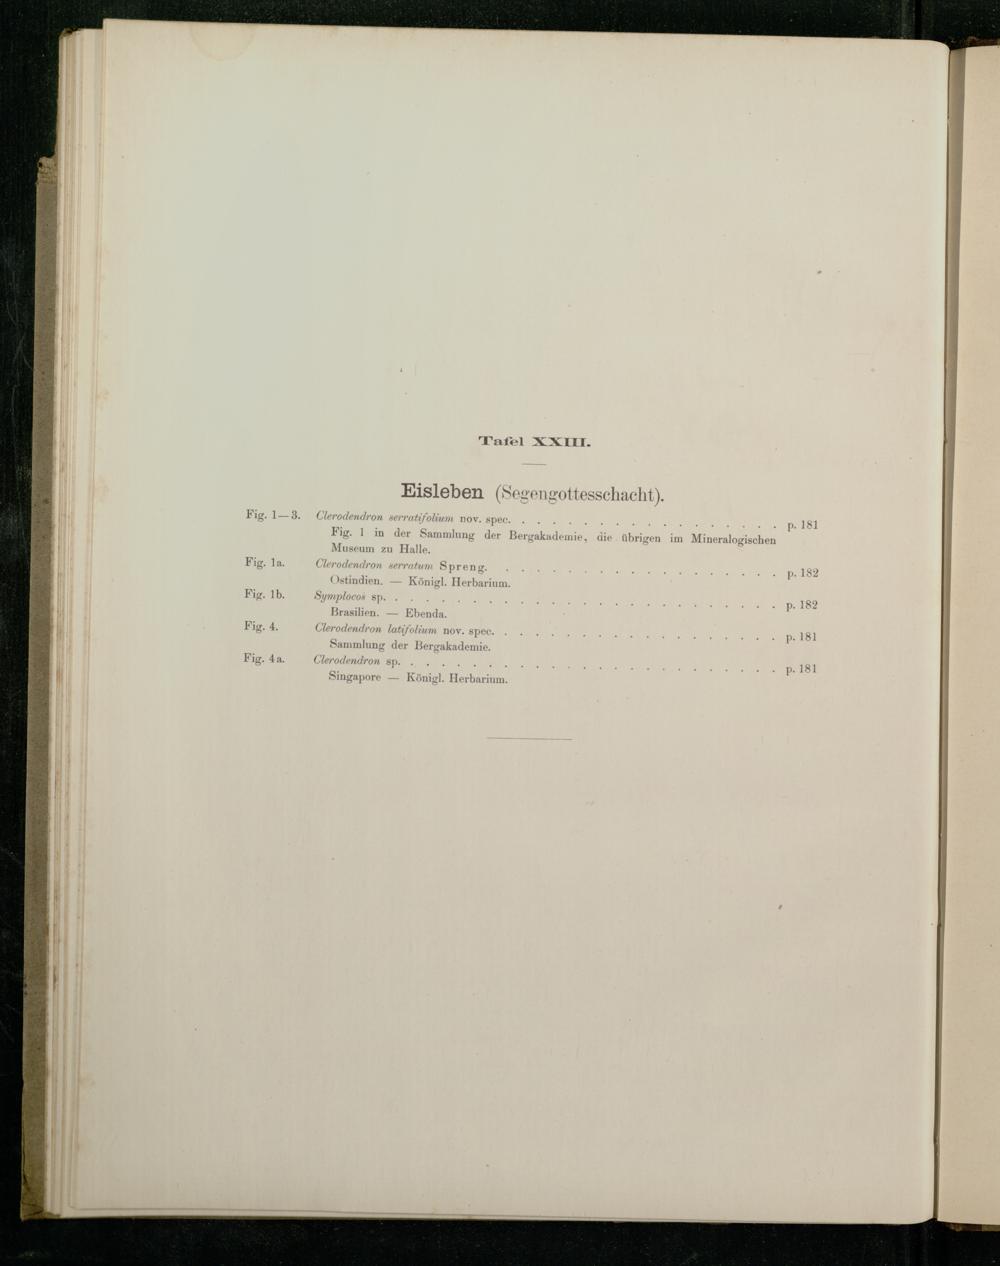 Tafel XXIII.
Eisleben (Segengottesschacht).
Fig. 1—3. Clerodendron serratifolium nov. spec. . . . . . . . . . . . . . . . . . p. 181
Fig. 1 in der Sammlung der Bergakademie, die übrigen im Mineralogischen
Museum zu Halle.
Fig. 1a. Clerodendron serratum Spreng. . . . . . . . . . . . . . . . . . . . p. 182
Ostindien. — Königl. Herbarium.
Fig. 1b. Symplocos sp. . . . . . . . . . . . . . . . . . . . . . . . . . p. 182
Brasilien. — Ebenda.
Fig. 4. Clerodendron latifolium nov. spec. . . . . . . . . . . . . . . . . . . p. 181
Sammlung der Bergakademie.
Fig. 4a. Clerodendron sp. . . . . . . . . . . . . . . . . . . . . . . . . p. 181
Singapore — Königl. Herbarium.